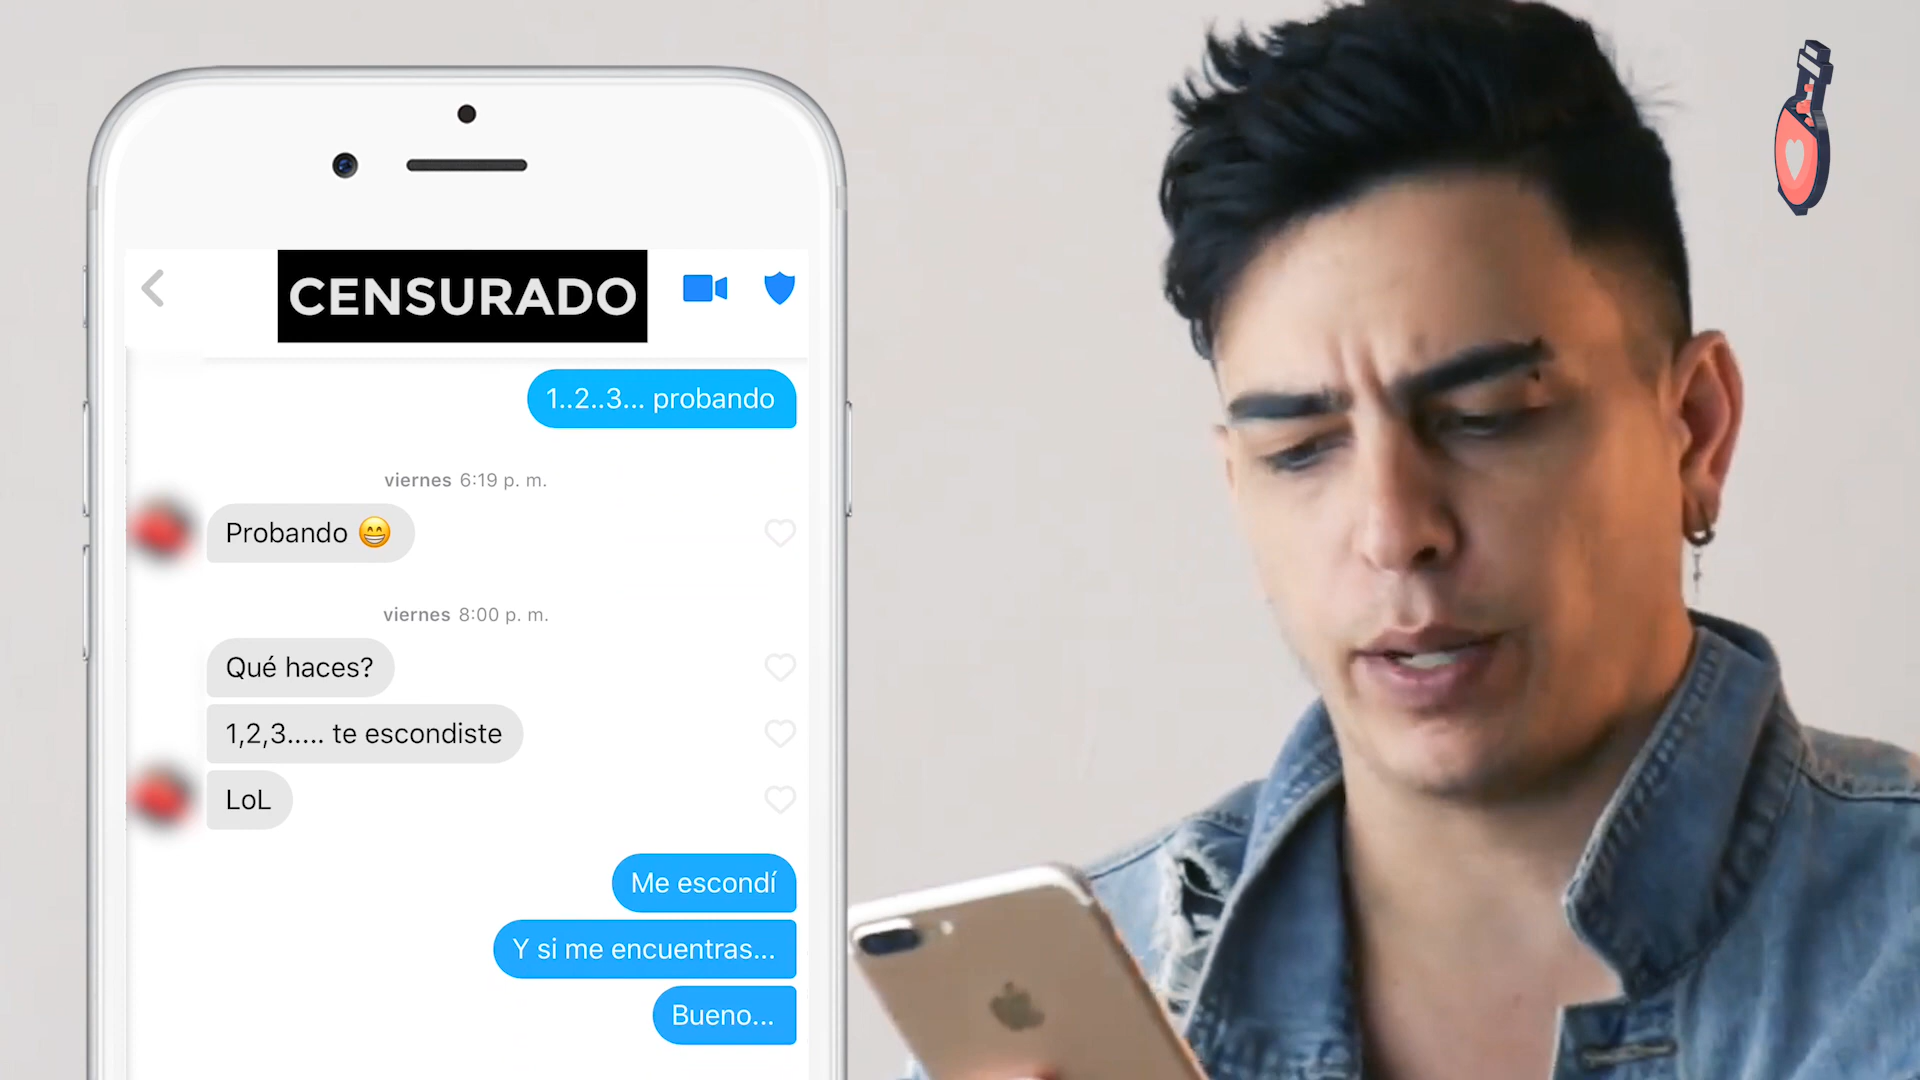 CENSURADO
1..2..3... probando
viernes 6:19 p. m.
Probando 😄
viernes 8:00 p. m.
Qué haces?
1,2,3..... te escondiste
LoL
Me escondí
Y si me encuentras...
Bueno...